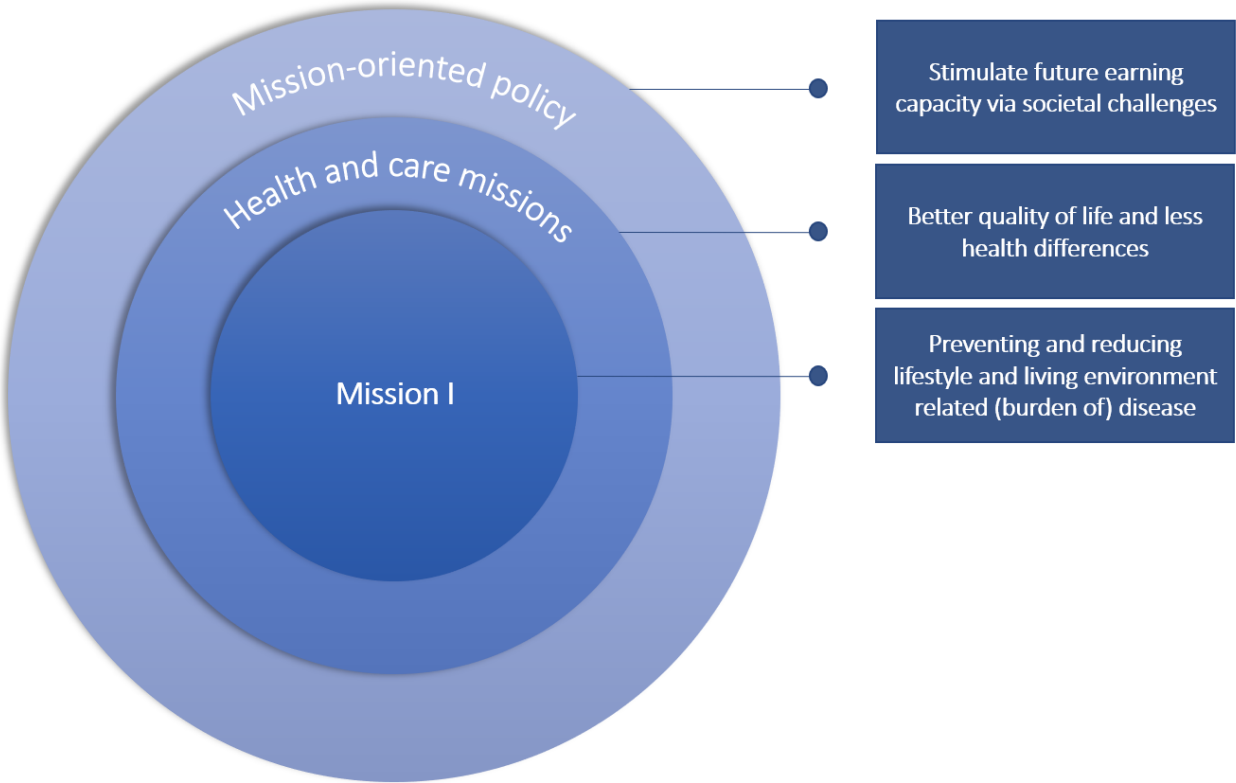 Mission-oriented policy
Health and care missions
Mission I
Stimulate future earning
capacity via societal challenges
Better quality of life and less
health differences
Preventing and reducing
lifestyle and living environment
related (burden of) disease